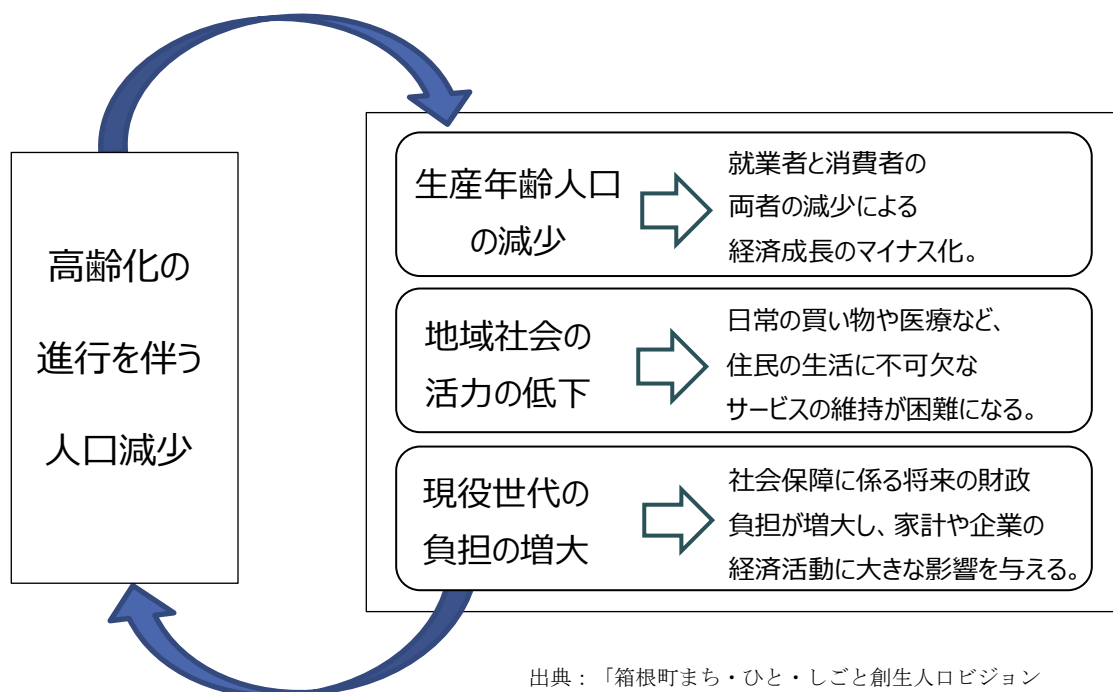 高齢化の
進行を伴う
人口減少
生産年齢人口
の減少
就業者と消費者の
両者の減少による
経済成長のマイナス化。
地域社会の
活力の低下
日常の買い物や医療など、
住民の生活に不可欠な
サービスの維持が困難になる。
現役世代の
負担の増大
社会保障に係る将来の財政
負担が増大し、家計や企業の
経済活動に大きな影響を与える。
出典：「箱根町まち・ひと・しごと創生人口ビジョン